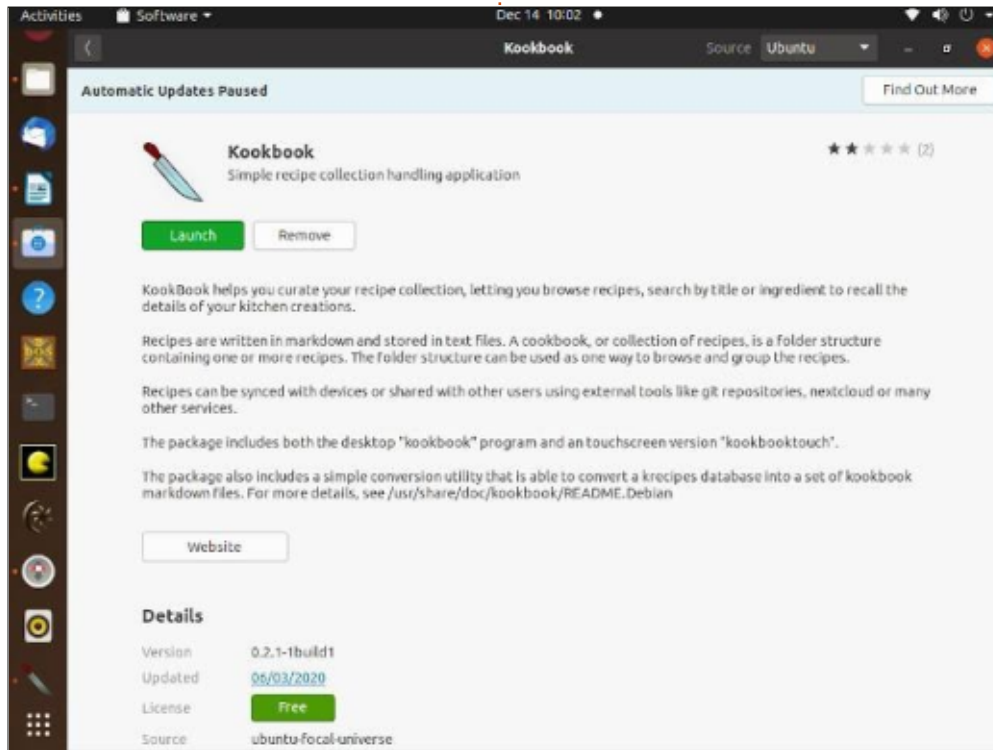 Activities Software Dec 14 10:02
Kookbook Source Ubuntu
Automatic Updates Paused Find Out More
Kookbook (2)
Simple recipe collection handling application
Launch Remove
KookBook helps you curate your recipe collection, letting you browse recipes, search by title or ingredient to recall the
details of your kitchen creations.
Recipes are written in markdown and stored in text files. A cookbook, or collection of recipes, is a folder structure
containing one or more recipes. The folder structure can be used as one way to browse and group the recipes.
Recipes can be synced with devices or shared with other users using external tools like git repositories, nextcloud or many
other services.
The package includes both the desktop "kookbook" program and an touchscreen version "kookbooktouch".
The package also includes a simple conversion utility that is able to convert a krecipes database into a set of kookbook
markdown files. For more details, see /usr/share/doc/kookbook/README.Debian
Website
Details
Version 0.2.1-1build1
Updated 06/03/2020
License Free
Source ubuntu-focal-universe